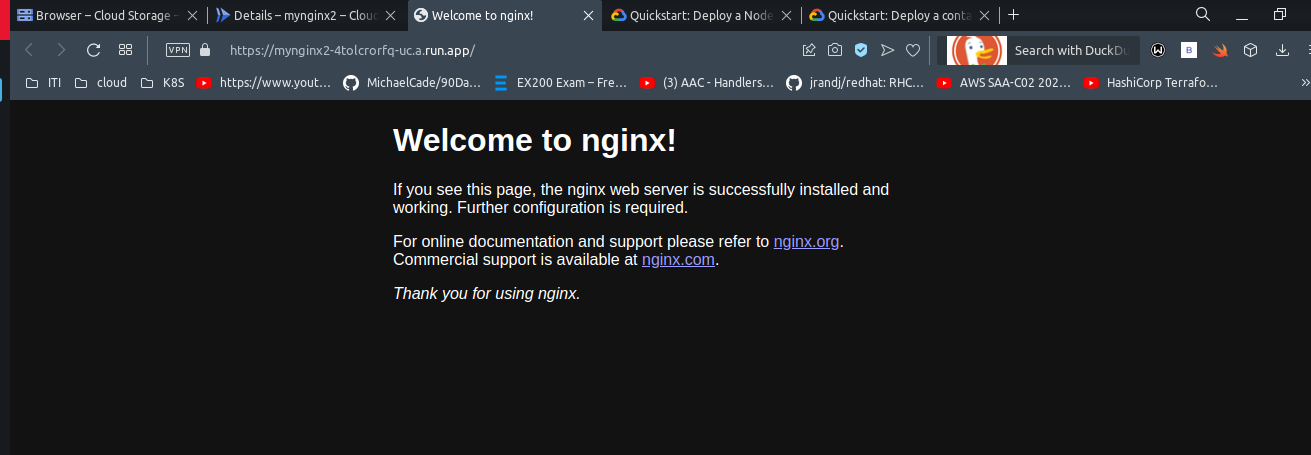 Browser – Cloud Storage –
Details – mynginx2 – Clou
Welcome to nginx!
Quickstart: Deploy a Node
Quickstart: Deploy a conta
VPN
https://mynginx2-4tolcrorfq-uc.a.run.app/
Search with DuckDu
W
B
ITI
cloud
K8S
https://www.yout…
MichaelCade/90Da…
EX200 Exam – Fre…
(3) AAC - Handlers…
jrandj/redhat: RHC…
AWS SAA-C02 202…
HashiCorp Terrafo…
Welcome to nginx!
If you see this page, the nginx web server is successfully installed and
working. Further configuration is required.
For online documentation and support please refer to nginx.org.
Commercial support is available at nginx.com.
Thank you for using nginx.